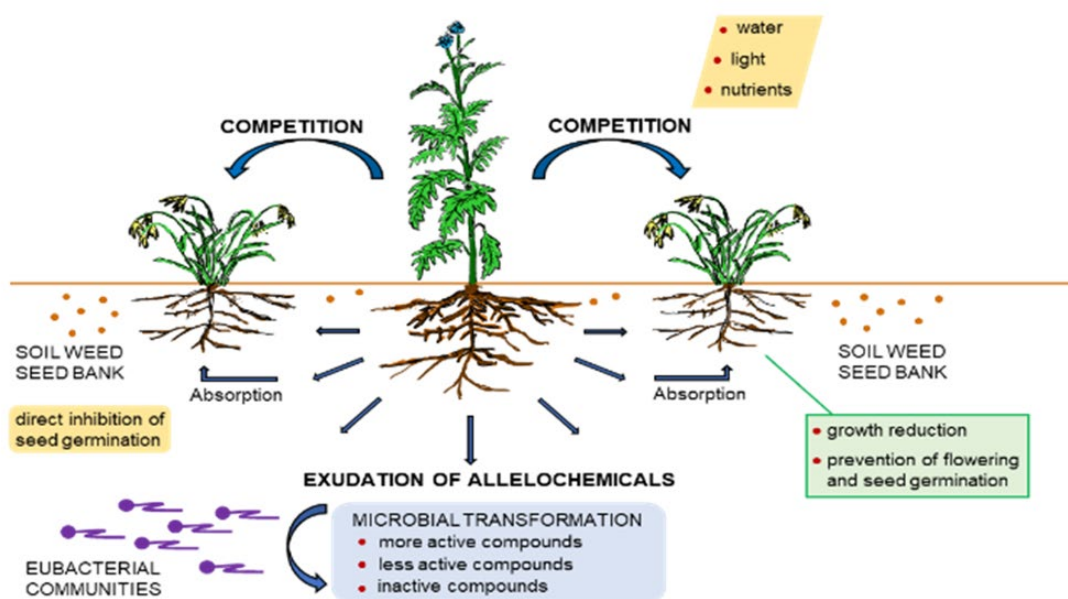 water
light
nutrients
COMPETITION
COMPETITION
SOIL WEED
SEED BANK
SOIL WEED
SEED BANK
Absorption
Absorption
direct inhibition of
seed germination
growth reduction
prevention of flowering
and seed germination
EXUDATION OF ALLELOCHEMICALS
MICROBIAL TRANSFORMATION
more active compounds
less active compounds
inactive compounds
EUBACTERIAL
COMMUNITIES